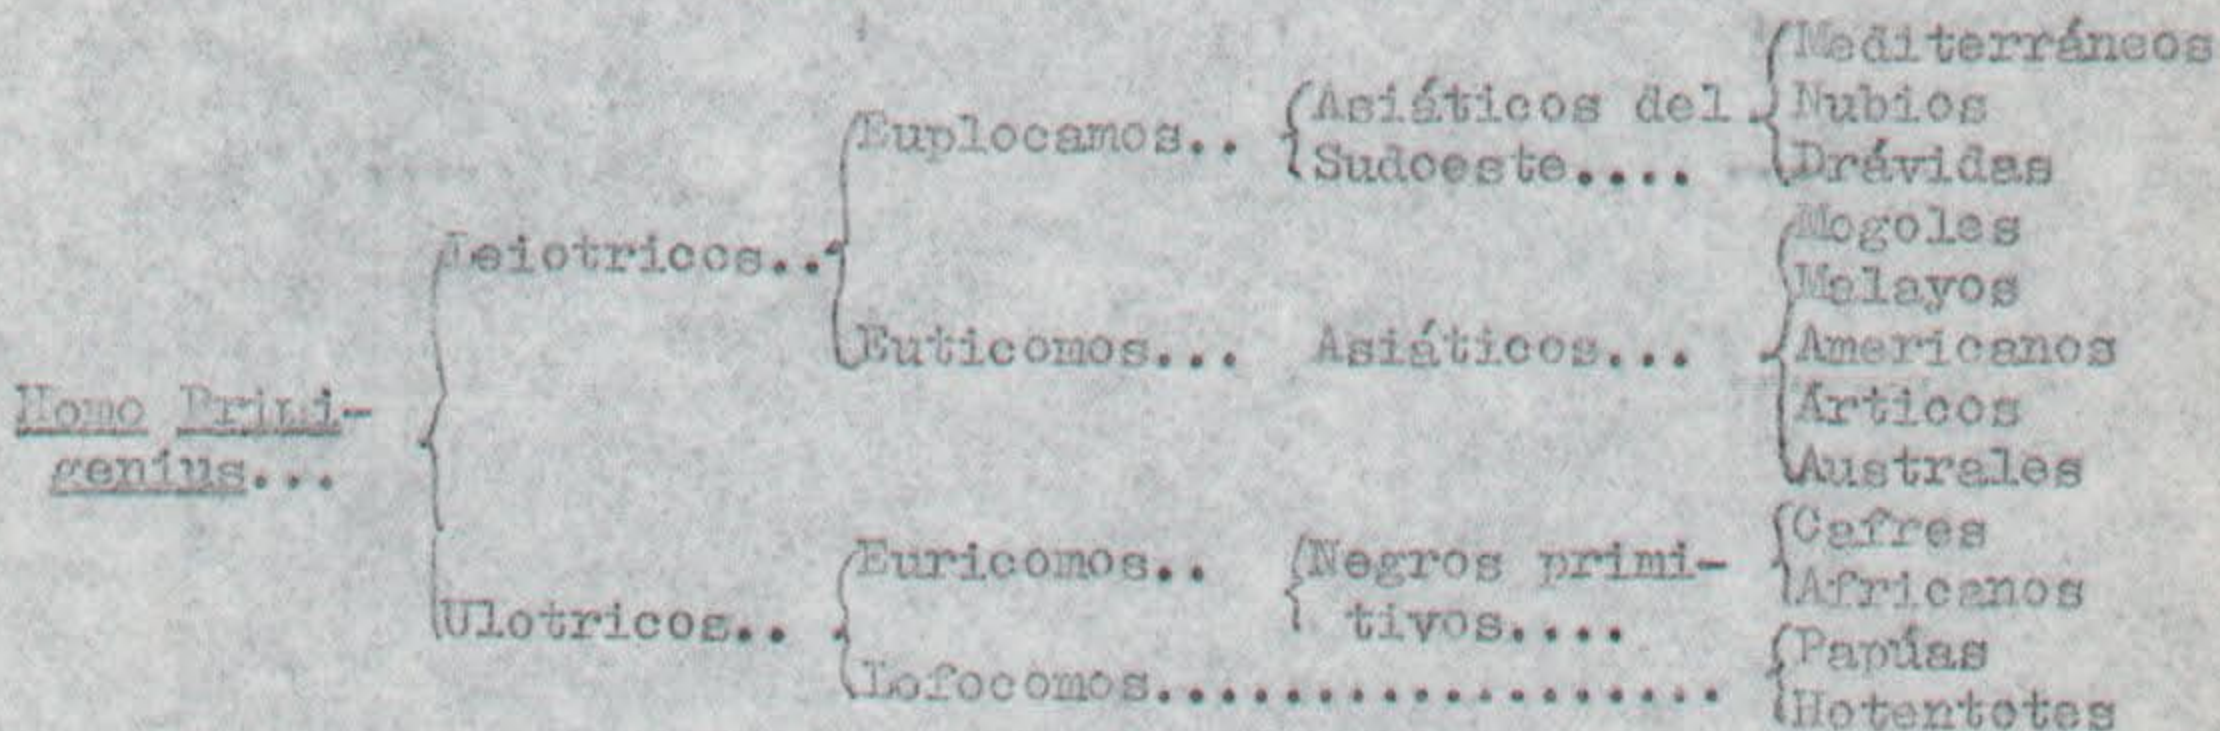 Homo Primi-
genius...
Leiotricos..
Euplocamos..
Asiáticos del
Sudoeste....
Mediterráneos
Nubios
Drávidas
Euticomos...
Asiáticos...
Mogoles
Malayos
Americanos
Árticos
Australes
Ulotricos..
Euricomos..
Negros primi-
tivos....
Cafres
Africanos
Lofocomos..................
Papúas
Hotentotes